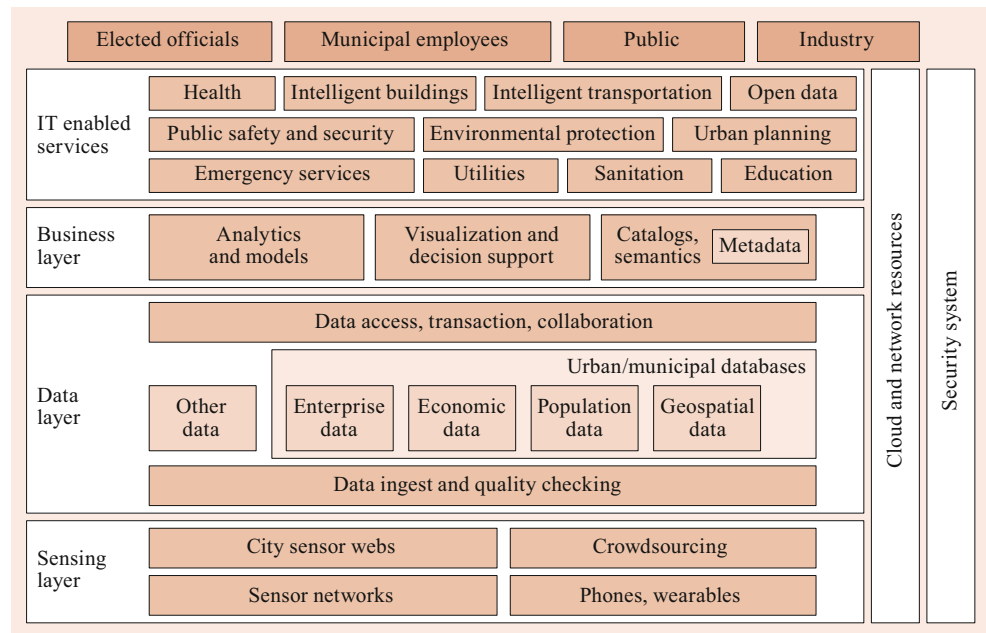 Elected officials
Municipal employees
Public
Industry
IT enabled
services
Health
Intelligent buildings
Intelligent transportation
Open data
Public safety and security
Environmental protection
Urban planning
Emergency services
Utilities
Sanitation
Education
Business
layer
Analytics
and models
Visualization and
decision support
Catalogs,
semantics
Metadata
Data
layer
Data access, transaction, collaboration
Urban/municipal databases
Other
data
Enterprise
data
Economic
data
Population
data
Geospatial
data
Data ingest and quality checking
Sensing
layer
City sensor webs
Crowdsourcing
Sensor networks
Phones, wearables
Cloud and network resources
Security system